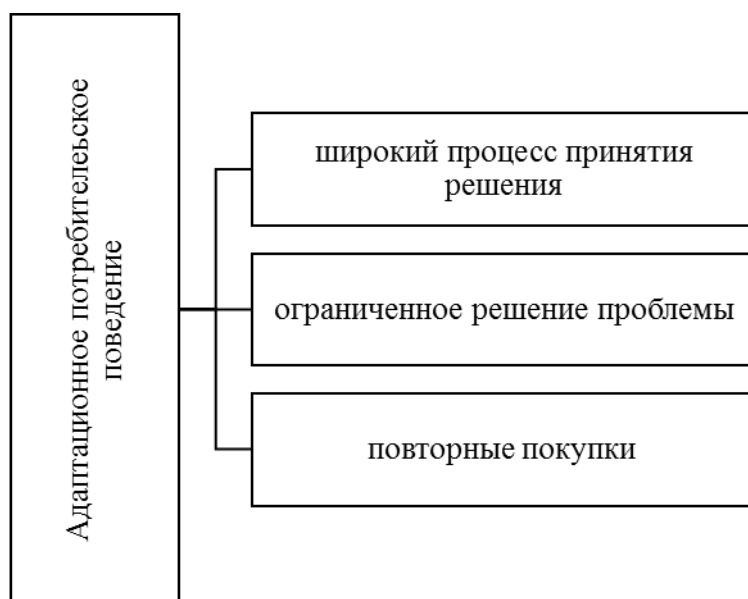 Адаптационное потребителеьское
поведение
широкий процесс принятия
решения
ограниченное решение проблемы
повторные покупки